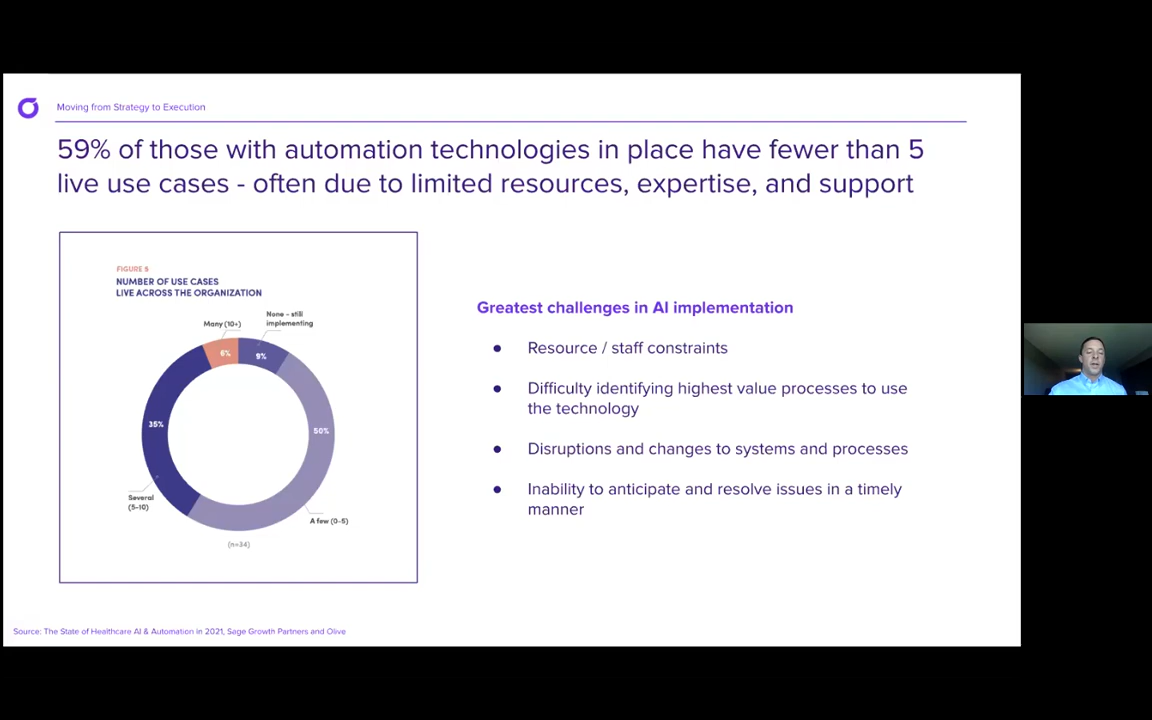 Moving from Strategy to Execution
59% of those with automation technologies in place have fewer than 5
live use cases - often due to limited resources, expertise, and support
FIGURE 5
NUMBER OF USE CASES
LIVE ACROSS THE ORGANIZATION
Many (10+)
None - still
implementing
6%
9%
35%
50%
Several
(5-10)
A few (0-5)
(n=34)
Greatest challenges in AI implementation
● Resource / staff constraints
● Difficulty identifying highest value processes to use
the technology
● Disruptions and changes to systems and processes
● Inability to anticipate and resolve issues in a timely
manner
Source: The State of Healthcare AI & Automation in 2021, Sage Growth Partners and Olive